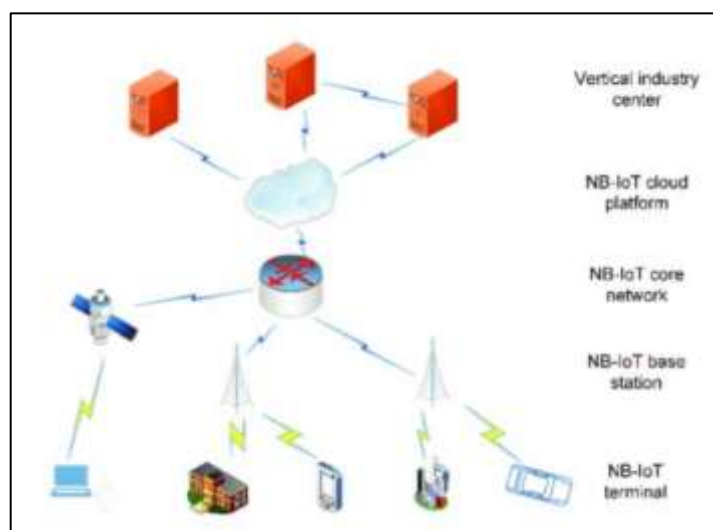 Vertical industry
center
NB-IoT cloud
platform
NB-IoT core
network
NB-IoT base
station
NB-IoT
terminal